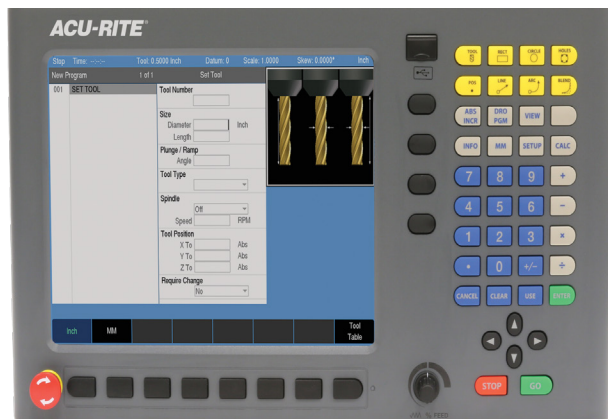 ACU-RITE
Step Time: --:--:-- Tool: 0.5000 Inch Datum: 0 Scale: 1.0000 Skew: 0.0000° Inch
New Program 1 of 1 Set Tool
001 SET TOOL
Tool Number
Size
Diameter Inch
Length
Plunge / Ramp
Angle
Tool Type
Spindle
Off
Speed RPM
Tool Position
X To Abs
Y To Abs
Z To Abs
Require Change
No
Inch MM Tool Table
TOOL RECT CIRCLE HOLES
POS LINE ARC BLEND
ABS INCR DRO PGM VIEW
INFO MM SETUP CALC
7 8 9 +
4 5 6 -
1 2 3 ×
. 0 +/- ÷
CANCEL CLEAR USE ENTER
STOP GO